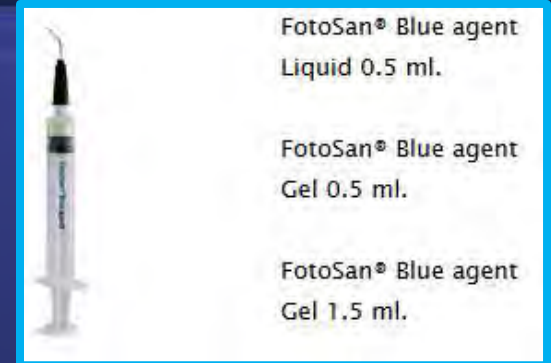 FotoSan® Blue agent
Liquid 0.5 ml.
FotoSan® Blue agent
Gel 0.5 ml.
FotoSan® Blue agent
Gel 1.5 ml.